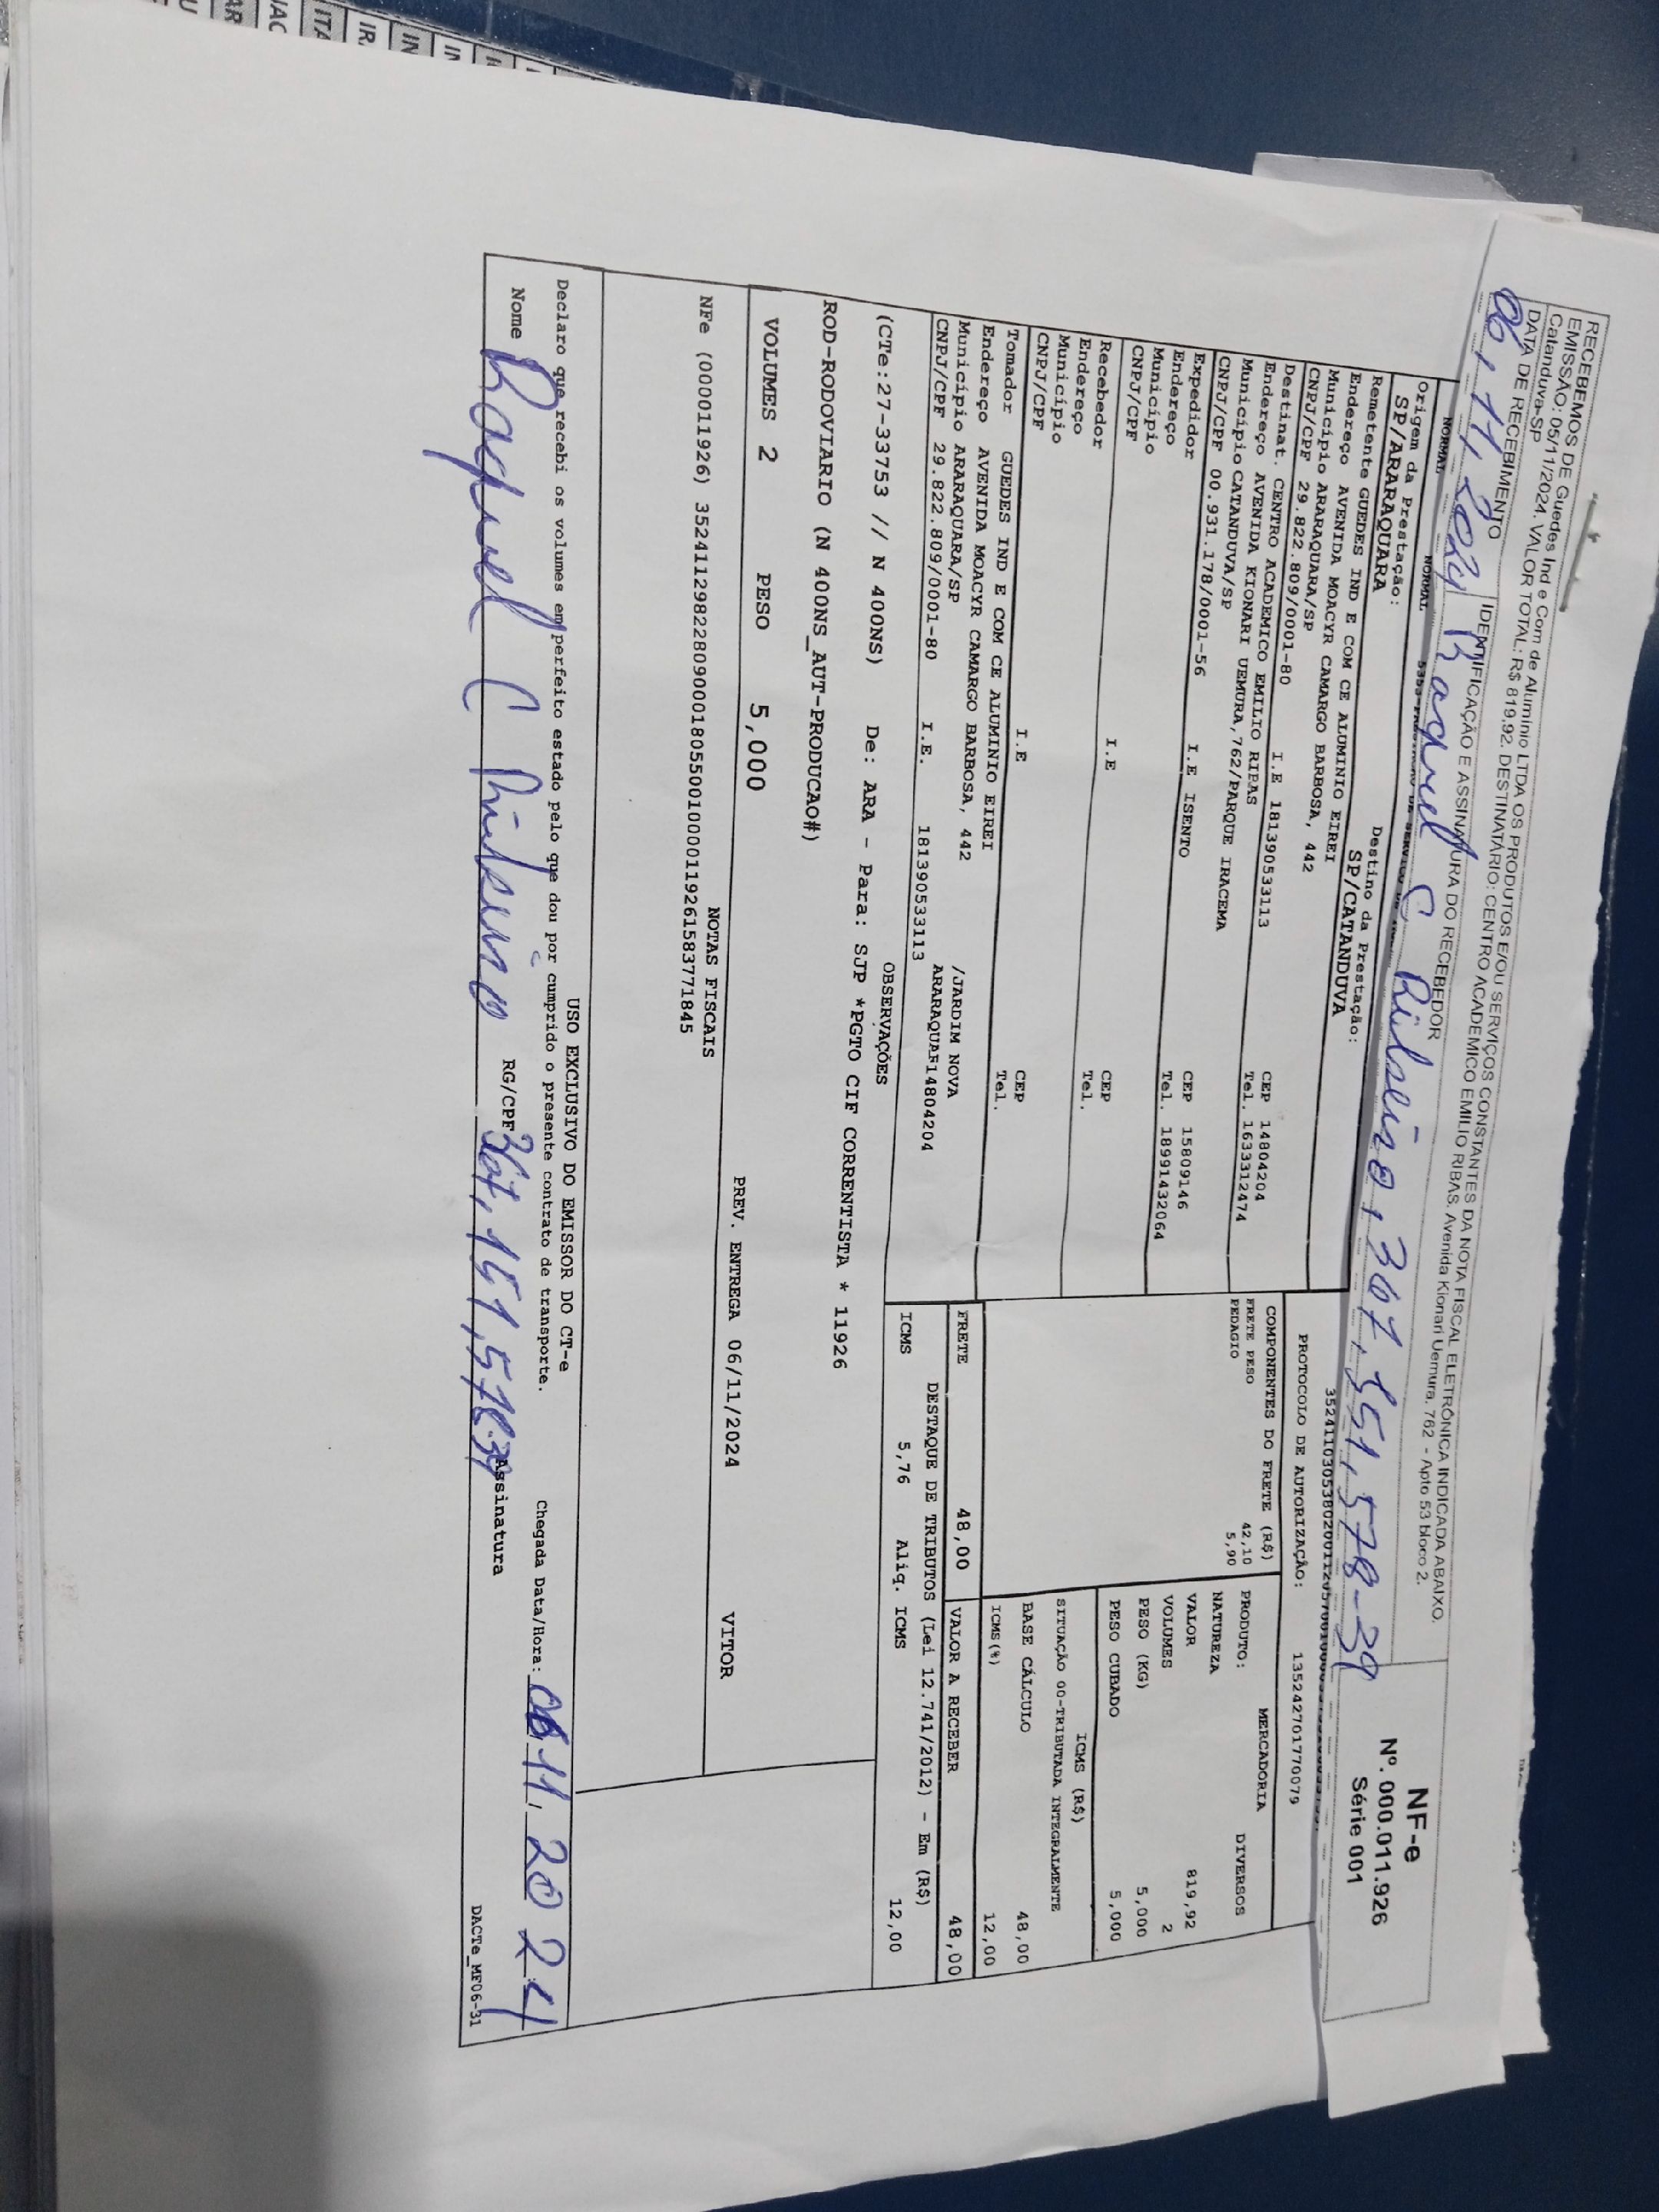 RECEBEMOS DE Guedes Ind e Com de Aluminio LTDA OS PRODUTOS E/OU SERVIÇOS CONSTANTES DA NOTA FISCAL ELETRÔNICA INDICADA ABAIXO.
EMISSÃO: 05/11/2024. VALOR TOTAL: R$ 819,92. DESTINATÁRIO: CENTRO ACADEMICO EMILIO RIBAS. Avenida Kionari Uemura, 762 - Apto 53 bloco 2.
Catanduva-SP
DATA DE RECEBIMENTO
IDENTIFICAÇÃO E ASSINATURA DO RECEBEDOR
06, 11, 2024 Raquel C 367,151,578-39
NF-e
Nº. 000.011.926
Série 001
NORMAL NORMAL
Origem da Prestação: Destino da Prestação:
SP/ARARAQUARA SP/CATANDUVA
PROTOCOLO DE AUTORIZAÇÃO: 135242701770079
Remetente GUEDES IND E COM CE ALUMINIO EIREI
Endereço AVENIDA MOACYR CAMARGO BARBOSA, 442
Município ARARAQUARA/SP CEP 14804204
CNPJ/CPF 29.822.809/0001-80 I.E 181390533113 Tel. 1633312474
Destinat. CENTRO ACADEMICO EMILIO RIBAS
Endereço AVENIDA KIONARI UEMURA,762/PARQUE IRACEMA
Município CATANDUVA/SP CEP 15809146
CNPJ/CPF 00.931.178/0001-56 I.E ISENTO Tel. 18991432064
Expedidor
Endereço
Município CEP
CNPJ/CPF I.E Tel.
Recebedor
Endereço
Município CEP
CNPJ/CPF I.E Tel.
Tomador GUEDES IND E COM CE ALUMINIO EIREI
Endereço AVENIDA MOACYR CAMARGO BARBOSA, 442 /JARDIM NOVA
Município ARARAQUARA/SP ARARAQUAF14804204
CNPJ/CPF 29.822.809/0001-80 I.E. 181390533113
COMPONENTES DO FRETE (R$)
FRETE PESO 42,10
PEDAGIO 5,90
MERCADORIA
PRODUTO: DIVERSOS
NATUREZA
VALOR 819,92
VOLUMES 2
PESO (KG) 5,000
PESO CUBADO 5,000
ICMS (R$)
SITUAÇÃO 00-TRIBUTADA INTEGRALMENTE
BASE CÁLCULO 48,00
ICMS(%) 12,00
FRETE 48,00 VALOR A RECEBER 48,00
DESTAQUE DE TRIBUTOS (Lei 12.741/2012) - Em (R$)
ICMS 5,76 Aliq. ICMS 12,00
OBSERVAÇÕES
(CTe:27-33753 // N 400NS) De: ARA - Para: SJP *PGTO CIF CORRENTISTA * 11926
ROD-RODOVIARIO (N 400NS_AUT-PRODUCAO#)
VOLUMES 2 PESO 5,000 PREV. ENTREGA 06/11/2024 VITOR
NOTAS FISCAIS
NFe (000011926) 35241129822809000180550010000119261583771845
USO EXCLUSIVO DO EMISSOR DO CT-e
Declaro que recebi os volumes em perfeito estado pelo que dou por cumprido o presente contrato de transporte. Chegada Data/Hora: 06,11, 2024
Nome Raquel C RG/CPF 367,151,578-39 Assinatura
DACTe_MF06-31